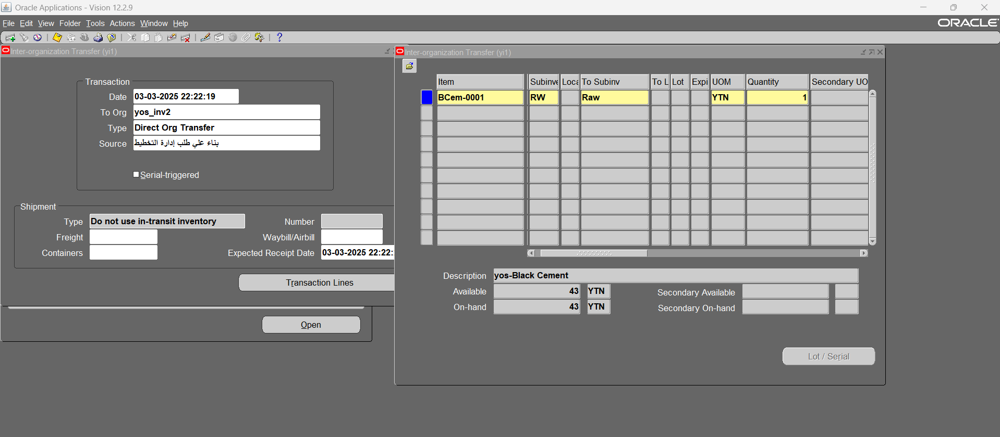 Oracle Applications - Vision 12.2.9
File Edit View Folder Tools Actions Window Help
ORACLE
Inter-organization Transfer (yi1)
Transaction
Date 03-03-2025 22:22:19
To Org yos_inv2
Type Direct Org Transfer
Source بناء علي طلب إدارة التخطيط
Serial-triggered
Shipment
Type Do not use in-transit inventory Number
Freight Waybill/Airbill
Containers Expected Receipt Date 03-03-2025 22:22:
Transaction Lines
Open
Inter-organization Transfer (yi1)
Item Subinve Loca To Subinv To L Lot Expi UOM Quantity Secondary UO
BCem-0001 RW Raw YTN 1
Description yos-Black Cement
Available 43 YTN Secondary Available
On-hand 43 YTN Secondary On-hand
Lot / Serial